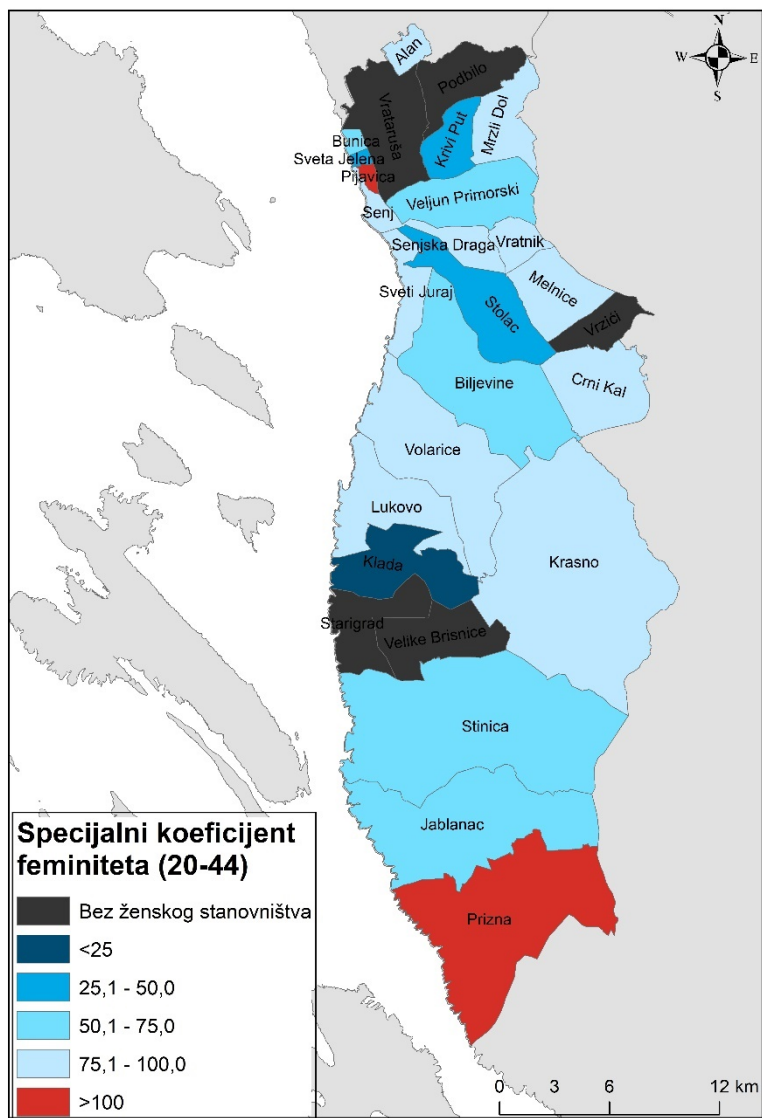 N
W E
S
Alan
Podbilo
Vrataruša
Krivi Put
Mrzli Dol
Bunica
Sveta Jelena
Pijavica
Veljun Primorski
Senj
Senjska Draga
Vratnik
Sveti Juraj
Melnice
Stolac
Vrzići
Biljevine
Crni Kal
Volarice
Lukovo
Klada
Krasno
Starigrad
Velike Brisnice
Stinica
Jablanac
Prizna
Specijalni koeficijent
feminiteta (20-44)
Bez ženskog stanovništva
<25
25,1 - 50,0
50,1 - 75,0
75,1 - 100,0
>100
0 3 6 12 km